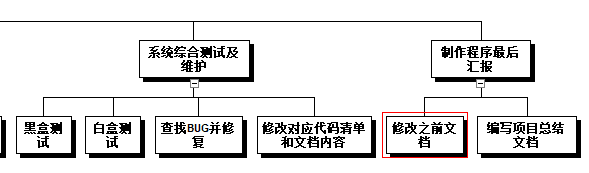 系统综合测试及
维护
制作程序最后
汇报
黑盒测
试
白盒测
试
查找BUG并修
复
修改对应代码清单
和文档内容
修改之前文
档
编写项目总结
文档